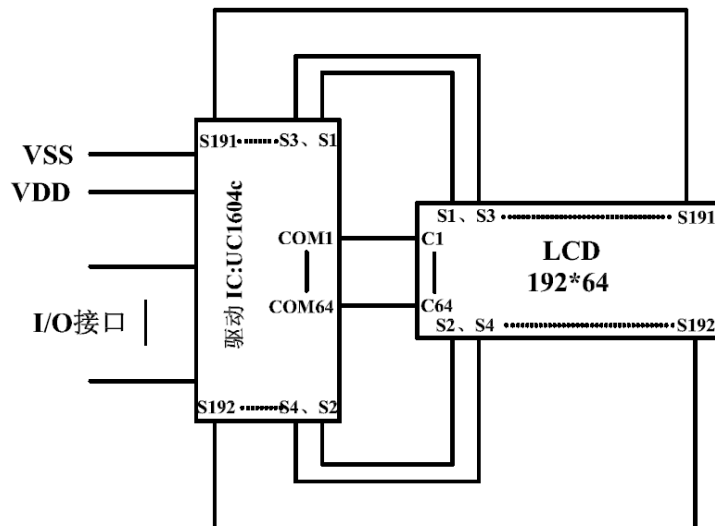 S191 S3、S1
VSS
VDD
驱动 IC:UC1604c
COM1
COM64
I/O接口
S192 S4、S2
S1、S3 S191
C1
LCD
192*64
C64
S2、S4 S192